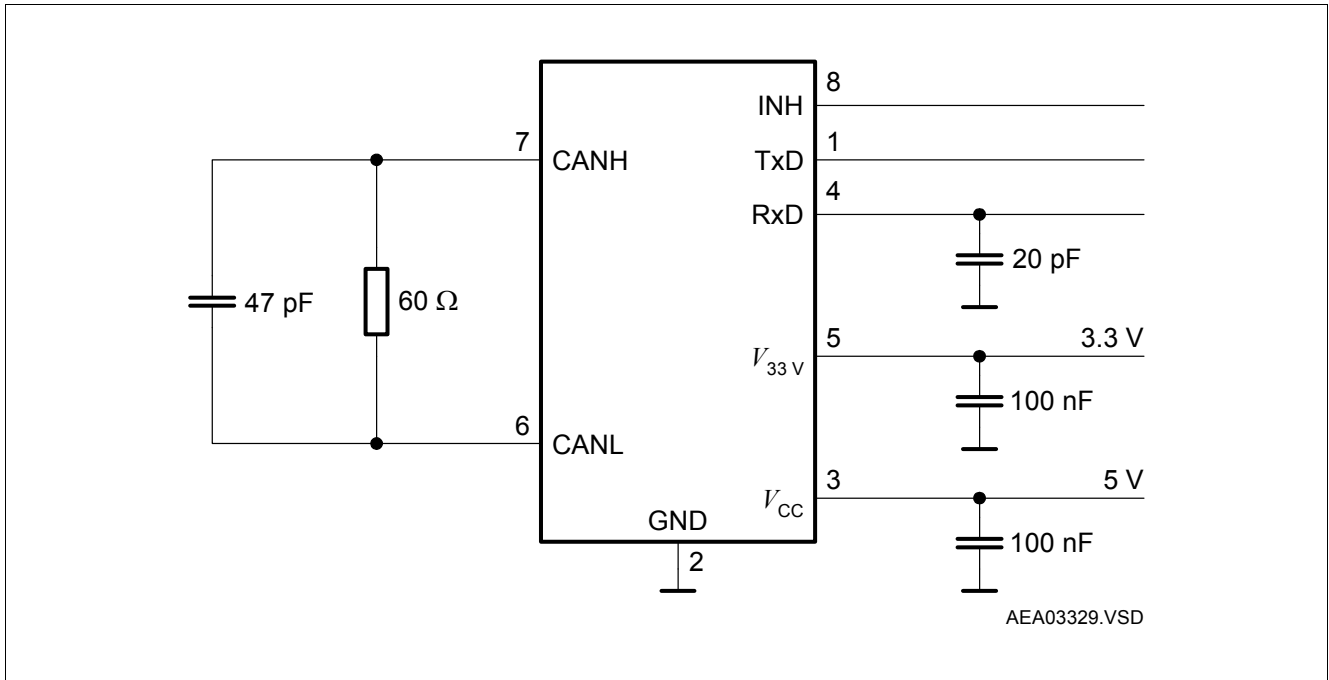 8
INH
1
7
CANH
TxD
4
RxD
20 pF
47 pF
60 Ω
5
3.3 V
V33 V
100 nF
6
CANL
3
5 V
VCC
GND
100 nF
2
AEA03329.VSD